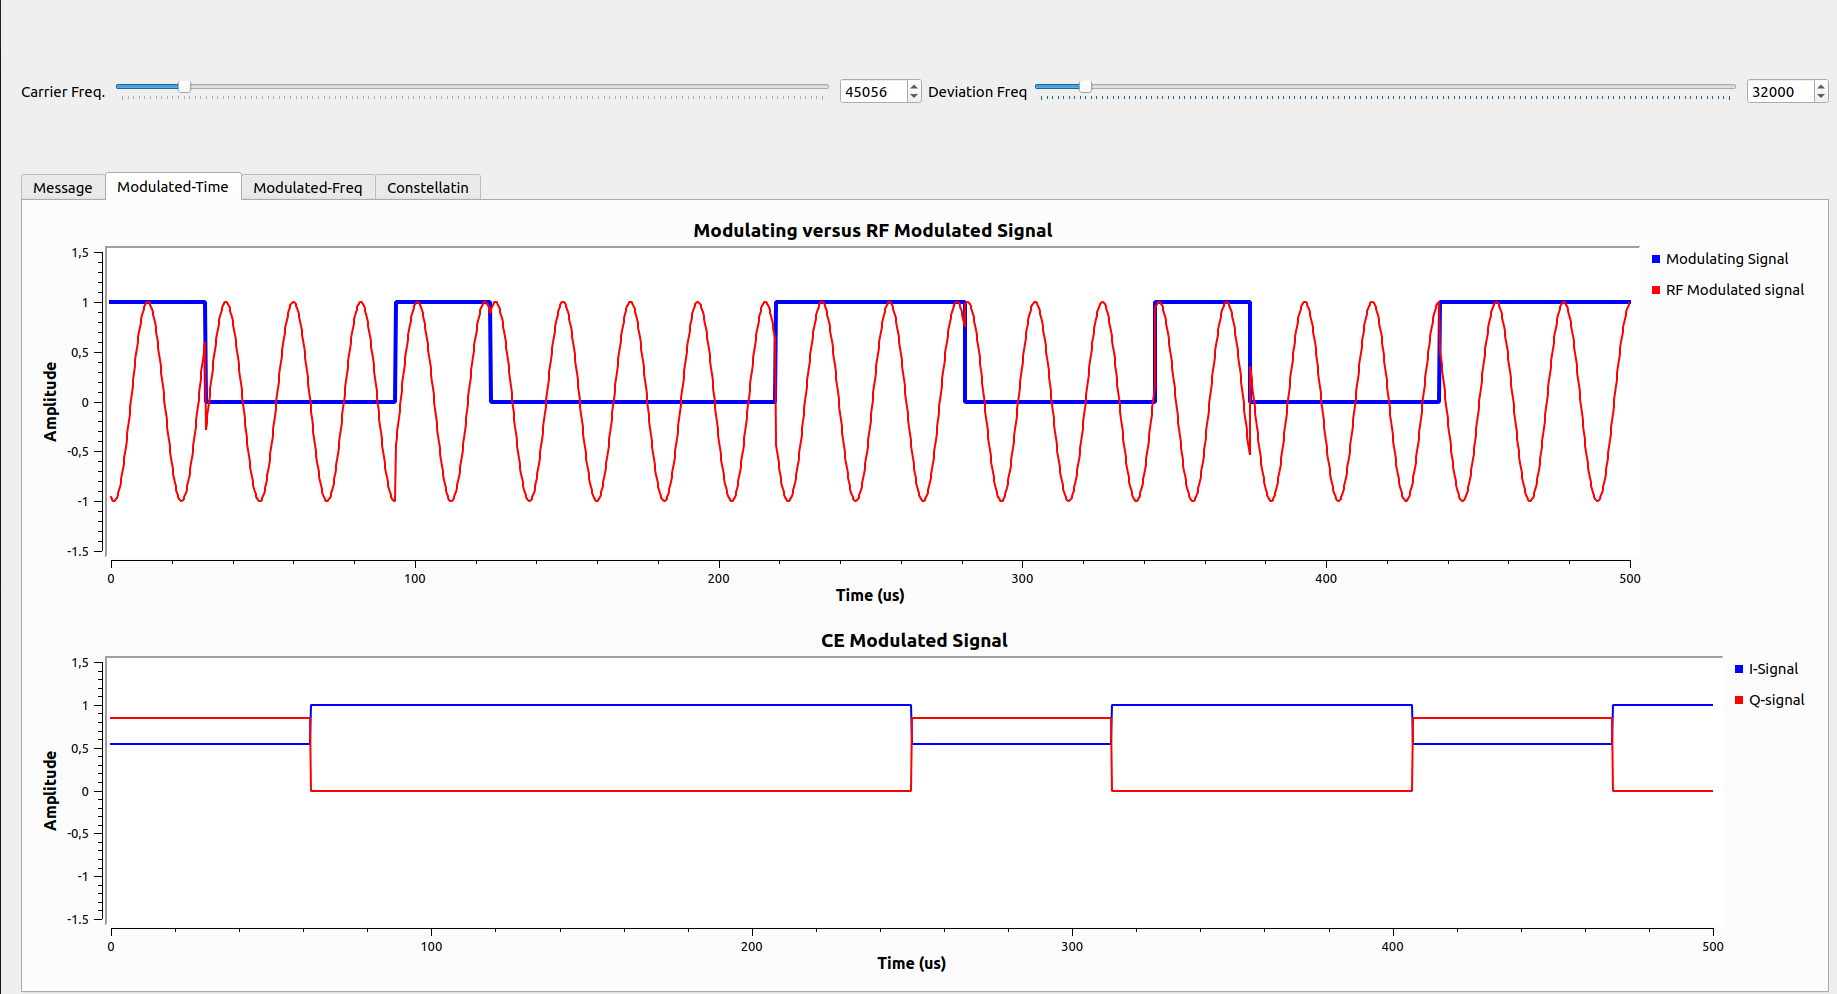 Carrier Freq. 45056 Deviation Freq 32000
Message Modulated-Time Modulated-Freq Constellatin
Modulating versus RF Modulated Signal
1,5
1
0,5
0
-0,5
-1
-1.5
Amplitude
0 100 200 300 400 500
Time (us)
Modulating Signal
RF Modulated signal
CE Modulated Signal
1,5
1
0,5
0
-0,5
-1
-1.5
Amplitude
0 100 200 300 400 500
Time (us)
I-Signal
Q-signal